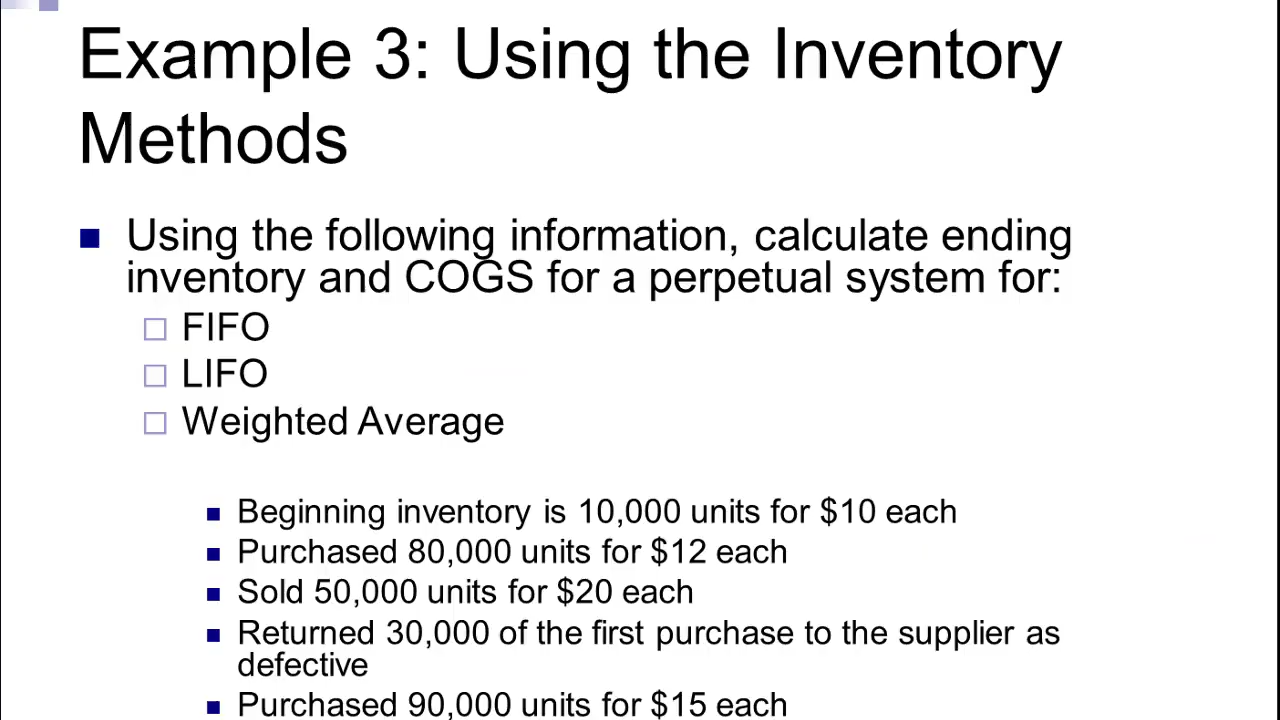 Example 3: Using the Inventory
Methods
Using the following information, calculate ending
inventory and COGS for a perpetual system for:
FIFO
LIFO
Weighted Average
Beginning inventory is 10,000 units for $10 each
Purchased 80,000 units for $12 each
Sold 50,000 units for $20 each
Returned 30,000 of the first purchase to the supplier as
defective
Purchased 90,000 units for $15 each